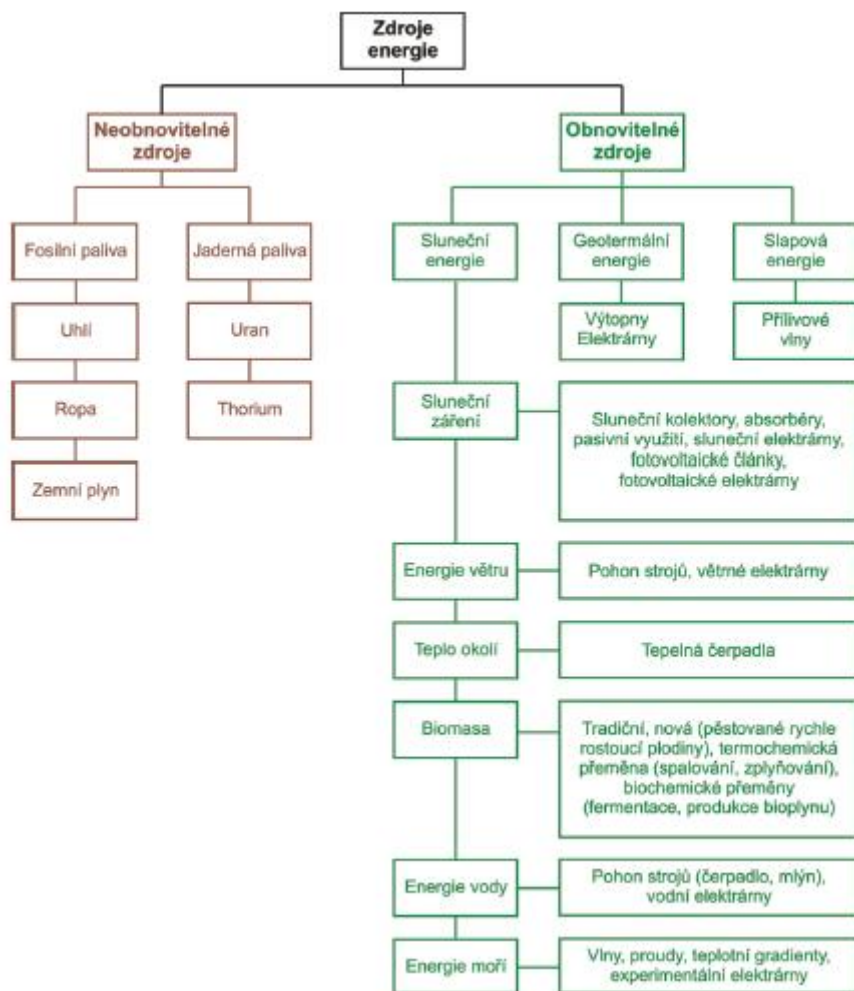 Zdroje
energie
Neobnovitelné
zdroje
Obnovitelné
zdroje
Fosilní paliva
Jaderná paliva
Sluneční
energie
Geotermální
energie
Slapová
energie
Uhlí
Uran
Výtopny
Elektrárny
Přílivové
vlny
Ropa
Thorium
Sluneční
záření
Sluneční kolektory, absorbéry,
pasivní využití, sluneční elektrárny,
fotovoltaické články,
fotovoltaické elektrárny
Zemní plyn
Energie větru
Pohon strojů, větrné elektrárny
Teplo okolí
Tepelná čerpadla
Biomasa
Tradiční, nová (pěstované rychle
rostoucí plodiny), termochemická
přeměna (spalování, zplyňování),
biochemické přeměny
(fermentace, produkce bioplynu)
Energie vody
Pohon strojů (čerpadlo, mlýn),
vodní elektrárny
Energie moří
Vlny, proudy, teplotní gradienty,
experimentální elektrárny